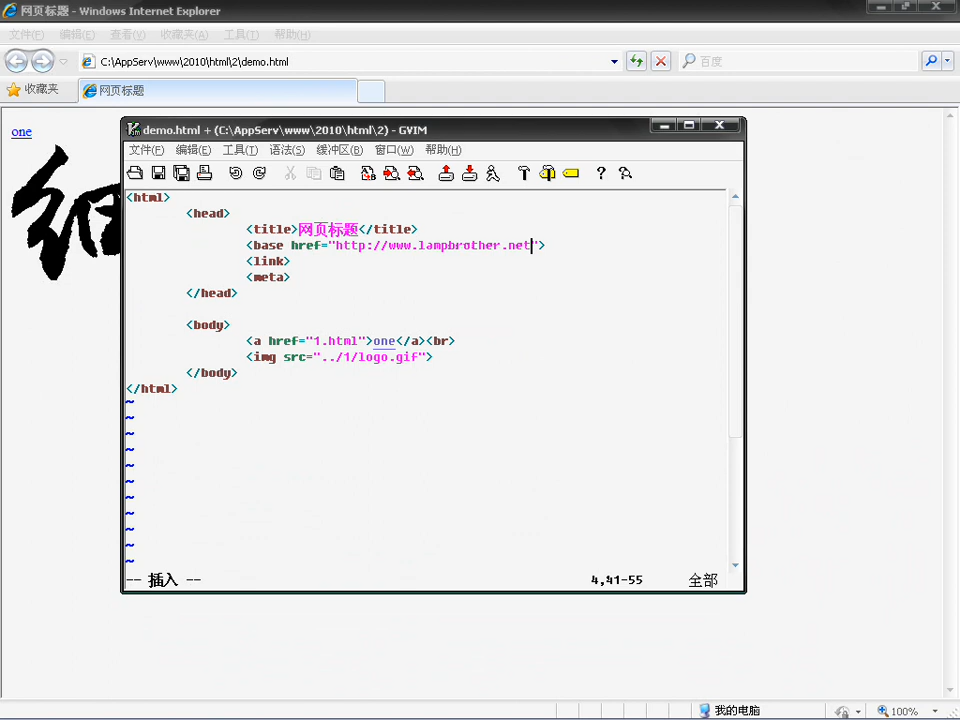 网页标题 - Windows Internet Explorer
文件(F) 编辑(E) 查看(V) 收藏夹(A) 工具(T) 帮助(H)
C:\AppServ\www\2010\html\2\demo.html
百度
收藏夹
网页标题
one
细
demo.html + (C:\AppServ\www\2010\html\2) - GVIM
文件(F) 编辑(E) 工具(T) 语法(S) 缓冲区(B) 窗口(W) 帮助(H)
<html>
<head>
<title>网页标题</title>
<base href="http://www.lampbrother.net">
<link>
<meta>
</head>
<body>
<a href="1.html">one</a><br>
<img src="../1/logo.gif">
</body>
</html>
~
~
~
~
~
~
~
~
~
~
~
-- 插入 --
4,41-55
全部
我的电脑
100%